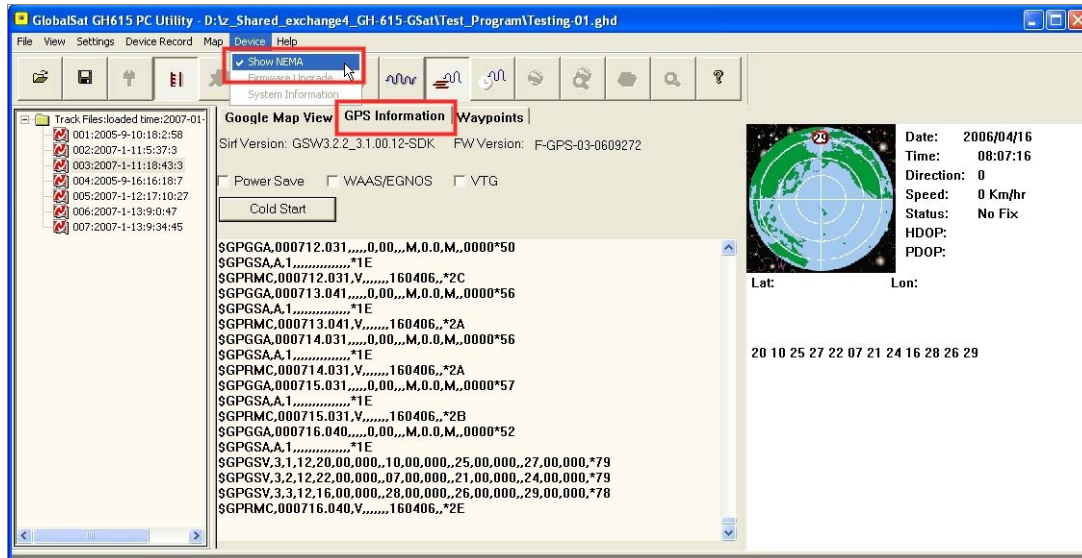 GlobalSat GH615 PC Utility - D:\z_Shared_exchange4_GH-615-GSat\Test_Program\Testing-01.ghd
File View Settings Device Record Map Device Help
Show NEMA
Firmware Upgrade
System Information
Track Files:loaded time:2007-01-
001:2005-9-10:18:2:58
002:2007-1-11:5:37:3
003:2007-1-11:18:43:3
004:2005-9-16:16:18:7
005:2007-1-12:17:10:27
006:2007-1-13:9:0:47
007:2007-1-13:9:34:45
Google Map View GPS Information Waypoints
Sirf Version: GSW3.2.2_3.1.00.12-SDK FW Version: F-GPS-03-0609272
Power Save WAAS/EGNOS VTG
Cold Start
$GPGGA,000712.031,,,,,0,00,,,M,0.0,M,,0000*50
$GPGSA,A,1,,,,,,,,,,,,,,,*1E
$GPRMC,000712.031,V,,,,,,,160406,,*2C
$GPGGA,000713.041,,,,,0,00,,,M,0.0,M,,0000*56
$GPGSA,A,1,,,,,,,,,,,,,,,*1E
$GPRMC,000713.041,V,,,,,,,160406,,*2A
$GPGGA,000714.031,,,,,0,00,,,M,0.0,M,,0000*56
$GPGSA,A,1,,,,,,,,,,,,,,,*1E
$GPRMC,000714.031,V,,,,,,,160406,,*2A
$GPGGA,000715.031,,,,,0,00,,,M,0.0,M,,0000*57
$GPGSA,A,1,,,,,,,,,,,,,,,*1E
$GPRMC,000715.031,V,,,,,,,160406,,*2B
$GPGGA,000716.040,,,,,0,00,,,M,0.0,M,,0000*52
$GPGSA,A,1,,,,,,,,,,,,,,,*1E
$GPGSV,3,1,12,20,00,000,,10,00,000,,25,00,000,,27,00,000,*79
$GPGSV,3,2,12,22,00,000,,07,00,000,,21,00,000,,24,00,000,*79
$GPGSV,3,3,12,16,00,000,,28,00,000,,26,00,000,,29,00,000,*78
$GPRMC,000716.040,V,,,,,,,160406,,*2E
29
Date: 2006/04/16
Time: 08:07:16
Direction: 0
Speed: 0 Km/hr
Status: No Fix
HDOP:
PDOP:
Lat: Lon:
20 10 25 27 22 07 21 24 16 28 26 29